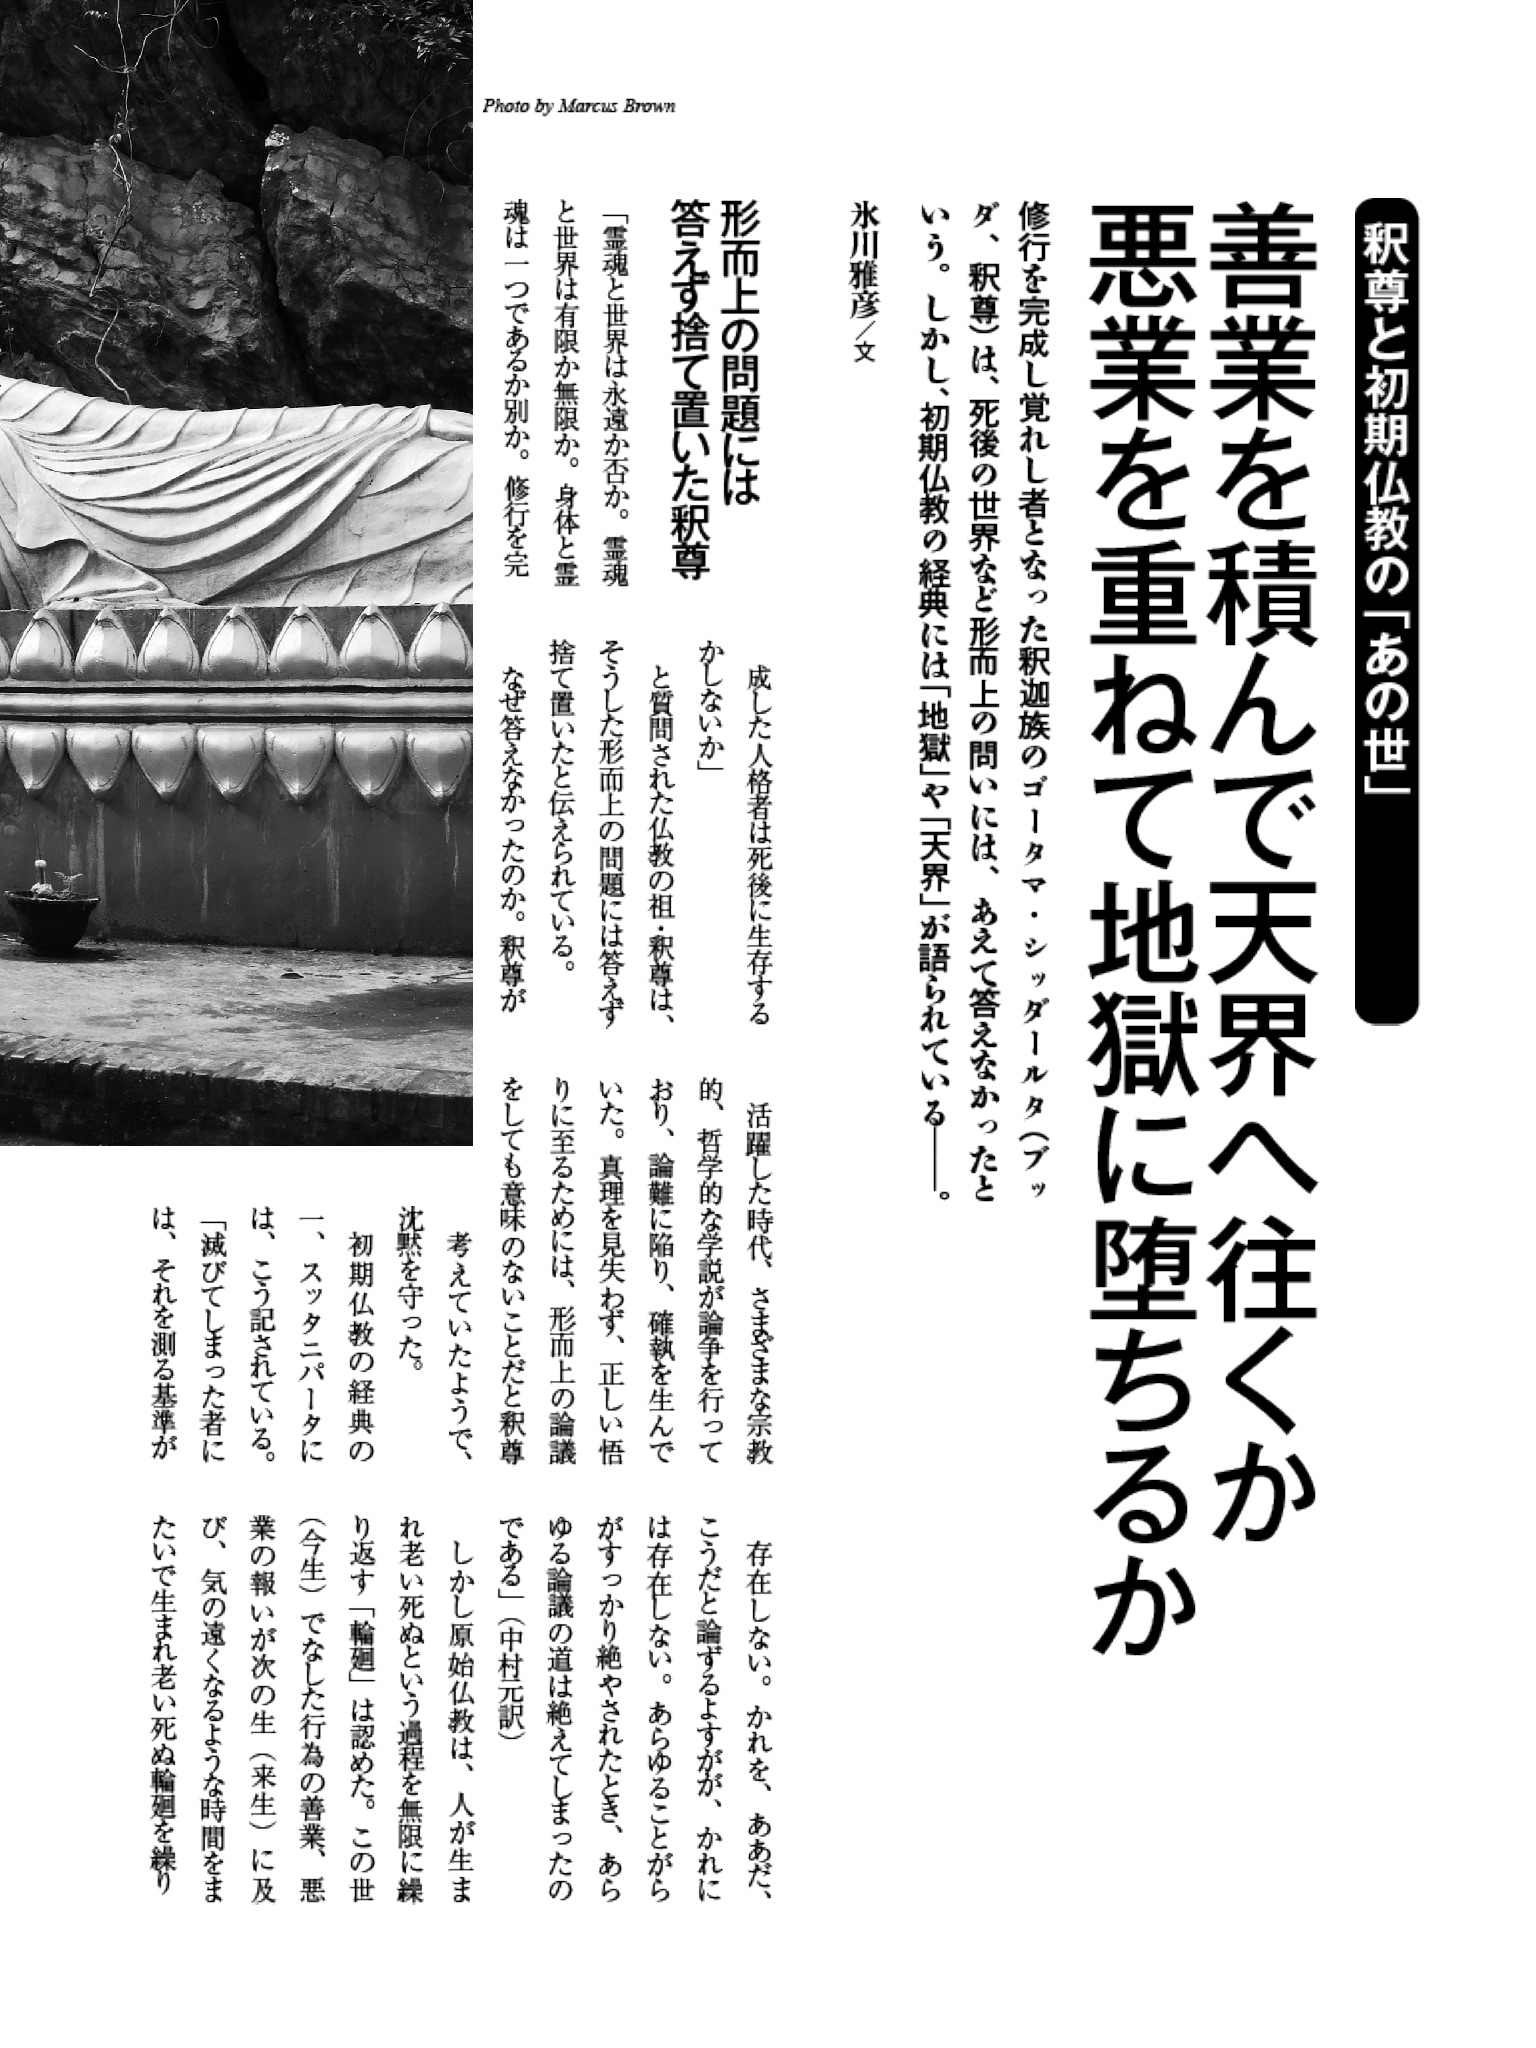 釈尊と初期仏教の「あの世」
善業を積んで天界へ往くか
悪業を重ねて地獄に堕ちるか
修行を完成し覚れし者となった釈迦族のゴータマ・シッダールタ（ブッ
ダ、釈尊）は、死後の世界など形而上の問いには、あえて答えなかったと
いう。しかし、初期仏教の経典には「地獄」や「天界」が語られている――。
氷川雅彦／文
Photo by Marcus Brown
形而上の問題には
答えず捨て置いた釈尊
「霊魂と世界は永遠か否か。霊魂
と世界は有限か無限か。身体と霊
魂は一つであるか別か。修行を完
成した人格者は死後に生存する
かしないか」
と質問された仏教の祖・釈尊は、
そうした形而上の問題には答えず
捨て置いたと伝えられている。
なぜ答えなかったのか。釈尊が
活躍した時代、さまざまな宗教
的、哲学的な学説が論争を行って
おり、論難に陥り、確執を生んで
いた。真理を見失わず、正しい悟
りに至るためには、形而上の論議
をしても意味のないことだと釈尊
考えていたようで、
沈黙を守った。
初期仏教の経典の
一、スッタニパータに
は、こう記されている。
「滅びてしまった者に
は、それを測る基準が
存在しない。かれを、ああだ、
こうだと論ずるよすがが、かれに
は存在しない。あらゆることがら
がすっかり絶やされたとき、あら
ゆる論議の道は絶えてしまったの
である」（中村元訳）
しかし原始仏教は、人が生ま
れ老い死ぬという過程を無限に繰
り返す「輪廻」は認めた。この世
（今生）でなした行為の善業、悪
業の報いが次の生（来生）に及
び、気の遠くなるような時間をま
たいで生まれ老い死ぬ輪廻を繰り